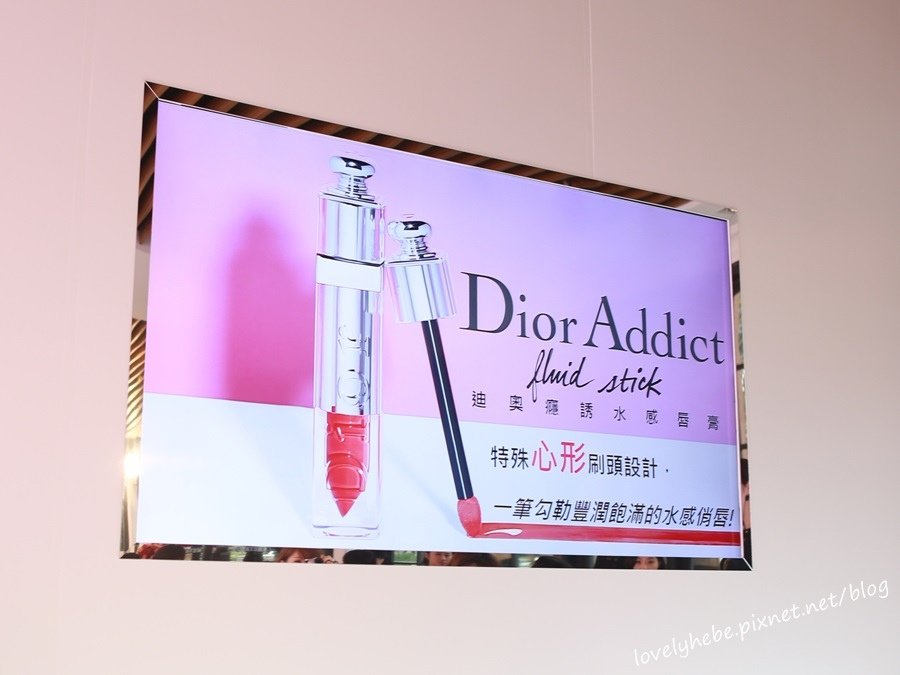 Dior Addict
fluid stick
迪奧癮誘水感唇膏
特殊心形刷頭設計，
一筆勾勒豐潤飽滿的水感俏唇!
Dior
lovelyhebe.pixnet.net/blog